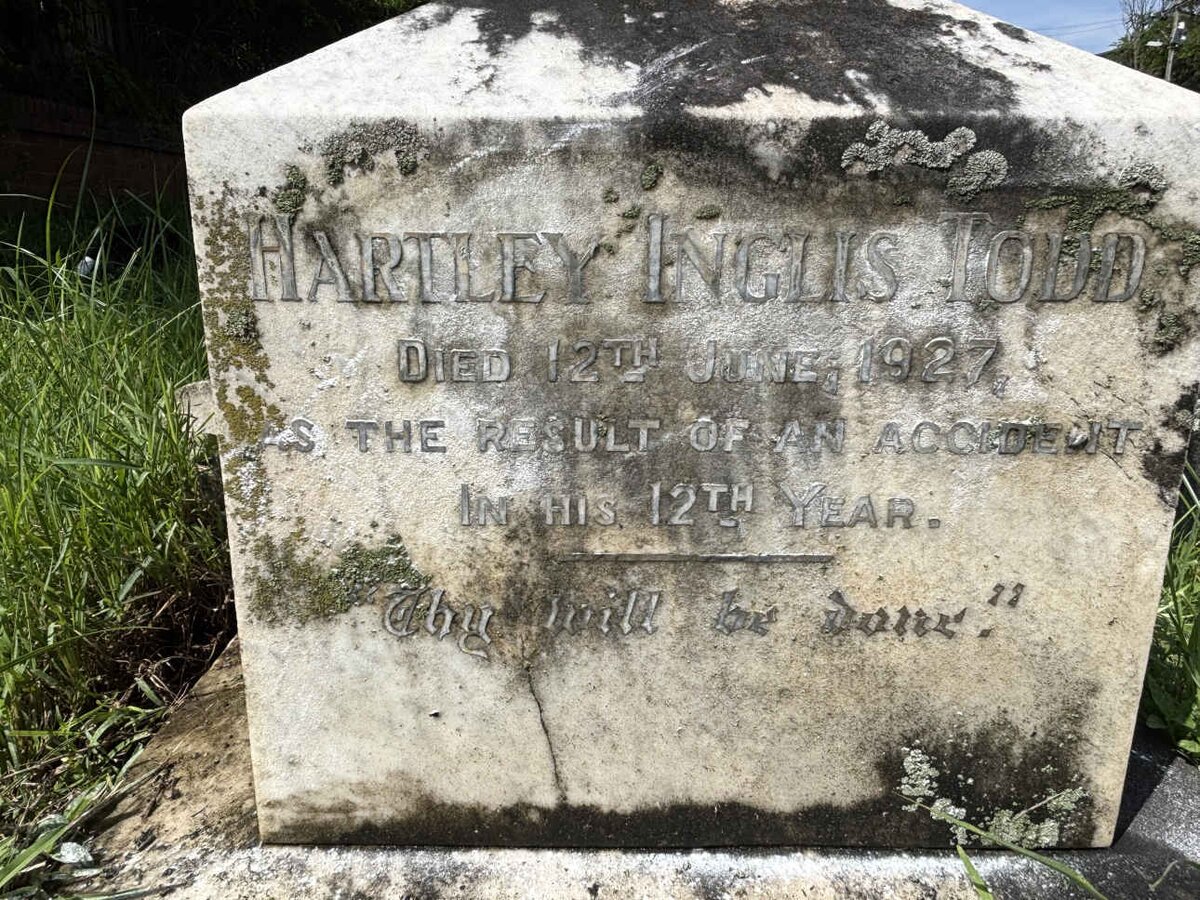 HARTLEY INGLIS TODD
DIED 12TH JUNE, 1927,
AS THE RESULT OF AN ACCIDENT
IN HIS 12TH YEAR.
"Thy will be done."